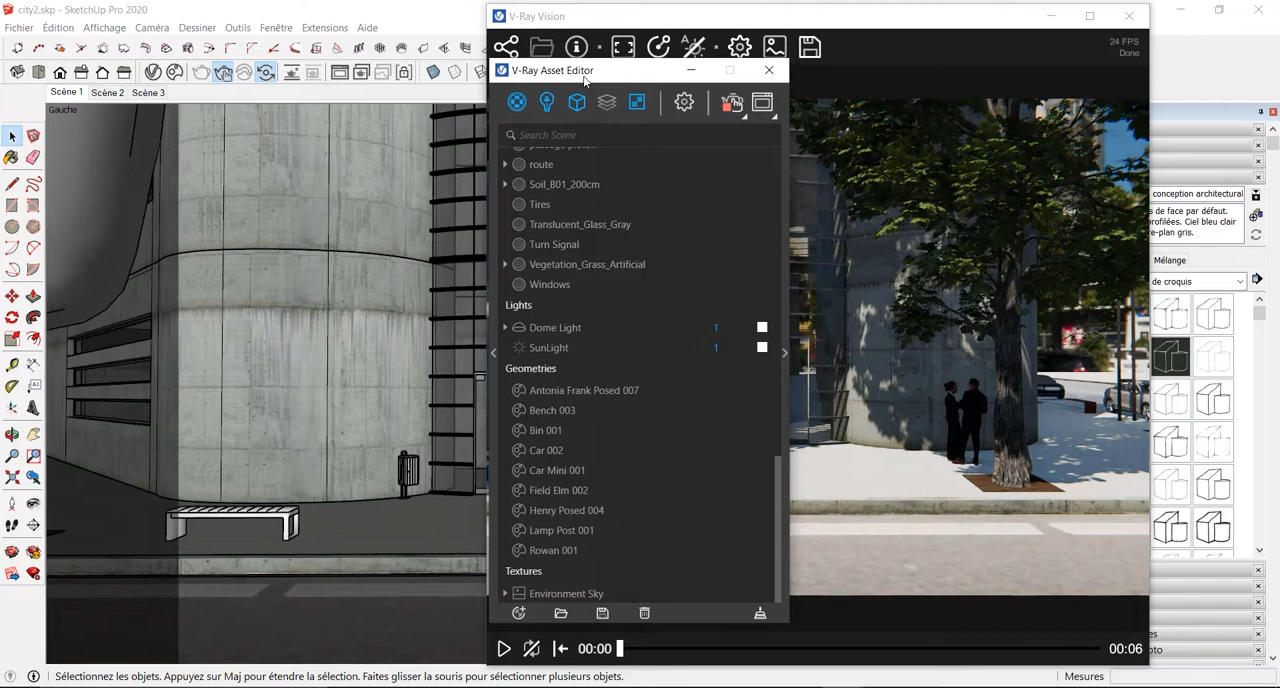 city2.skp - SketchUp Pro 2020
Fichier Édition Affichage Caméra Dessiner Outils Fenêtre Extensions Aide
Scène 1 Scène 2 Scène 3
Gauche
V-Ray Vision
24 FPS
Done
V-Ray Asset Editor
Search Scene
route
Soil_B01_200cm
Tires
Translucent_Glass_Gray
Turn Signal
Vegetation_Grass_Artificial
Windows
Lights
Dome Light 1
SunLight 1
Geometries
Antonia Frank Posed 007
Bench 003
Bin 001
Car 002
Car Mini 001
Field Elm 002
Henry Posed 004
Lamp Post 001
Rowan 001
Textures
Environment Sky
00:00
00:06
conception architectural
s de face par défaut.
rofilées. Ciel bleu clair
re-plan gris.
Mélange
de croquis
es
oto
Sélectionnez les objets. Appuyez sur Maj pour étendre la sélection. Faites glisser la souris pour sélectionner plusieurs objets.
Mesures